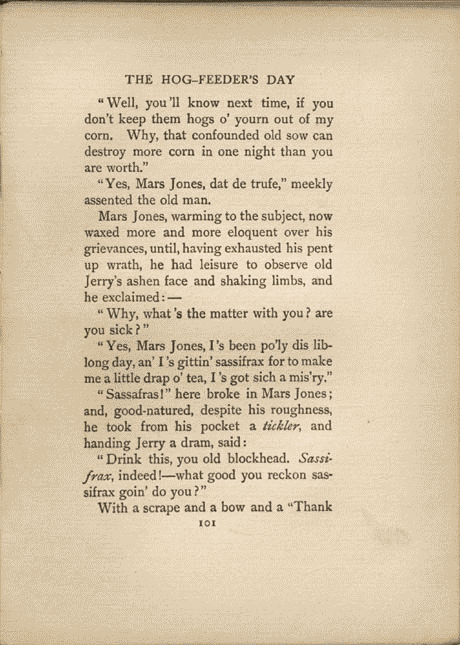 THE HOG-FEEDER'S DAY
"Well, you'll know next time, if you
don't keep them hogs o' yourn out of my
corn. Why, that confounded old sow can
destroy more corn in one night than you
are worth."
"Yes, Mars Jones, dat de trufe," meekly
assented the old man.
Mars Jones, warming to the subject, now
waxed more and more eloquent over his
grievances, until, having exhausted his pent
up wrath, he had leisure to observe old
Jerry's ashen face and shaking limbs, and
he exclaimed:—
"Why, what's the matter with you? are
you sick?"
"Yes, Mars Jones, I's been po'ly dis lib-
long day, an' I's gittin' sassifrax for to make
me a little drap o' tea, I's got sich a mis'ry."
"Sassafras!" here broke in Mars Jones;
and, good-natured, despite his roughness,
he took from his pocket a tickler, and
handing Jerry a dram, said:
"Drink this, you old blockhead. Sassi-
frax, indeed!—what good you reckon sas-
sifrax goin' do you?"
With a scrape and a bow and a "Thank
101